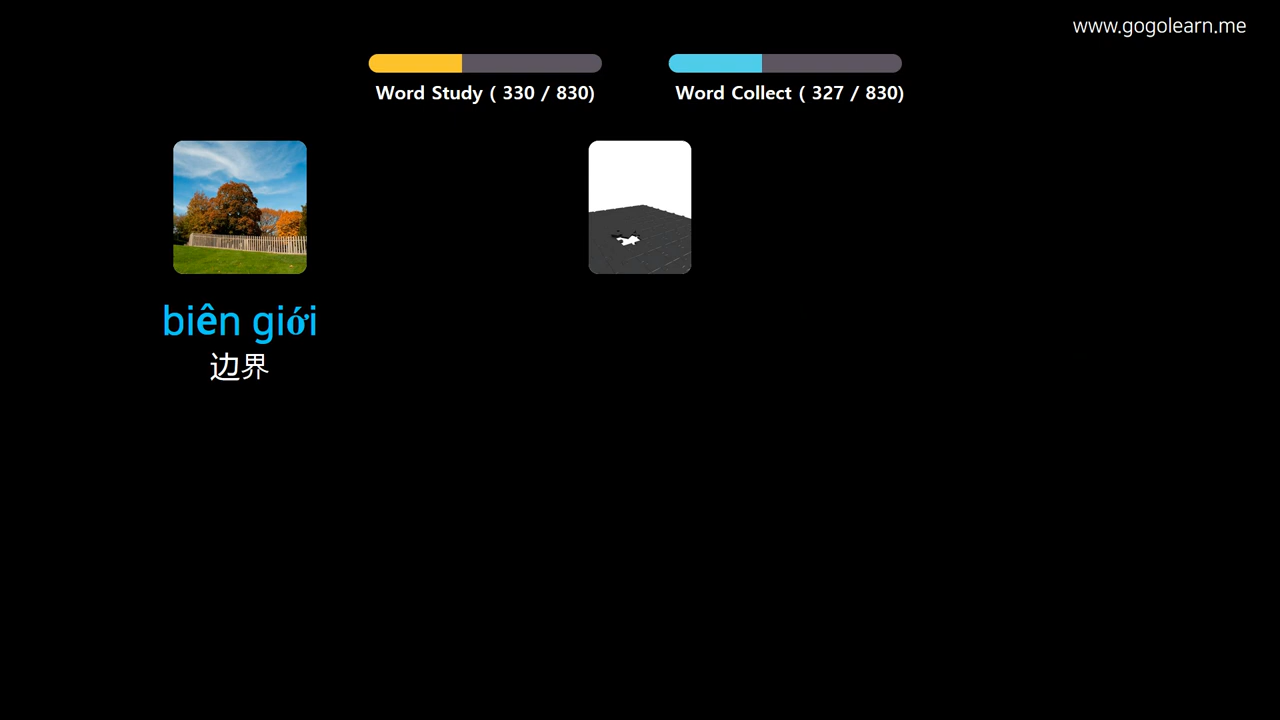 www.gogolearn.me
Word Study ( 330 / 830)
Word Collect ( 327 / 830)
biên giới
边界